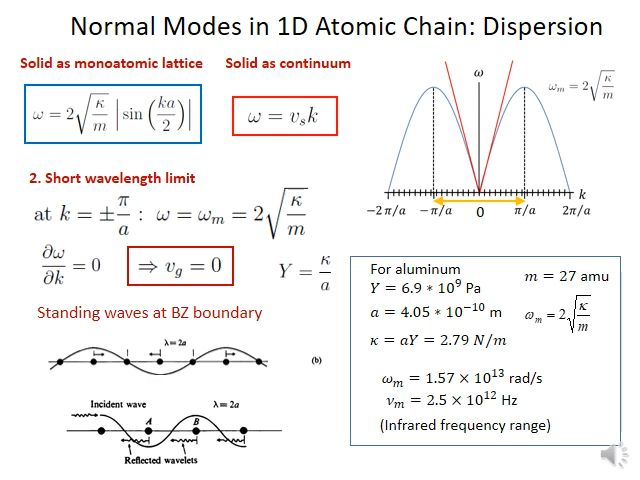 Normal Modes in 1D Atomic Chain: Dispersion
Solid as monoatomic lattice
Solid as continuum
ω = 2√(κ/m) |sin(ka/2)|
ω = v_s k
ω
ω_m = 2√(κ/m)
k
−2π/a −π/a 0 π/a 2π/a
2. Short wavelength limit
at k = ±π/a : ω = ω_m = 2√(κ/m)
∂ω/∂k = 0
⇒ v_g = 0
Y = κ/a
Standing waves at BZ boundary
λ = 2a
(b)
Incident wave
λ = 2a
A
B
Reflected wavelets
For aluminum
m = 27 amu
Y = 6.9 * 10^9 Pa
a = 4.05 * 10^−10 m
ω_m = 2√(κ/m)
κ = aY = 2.79 N/m
ω_m = 1.57 × 10^13 rad/s
ν_m = 2.5 × 10^12 Hz
(Infrared frequency range)